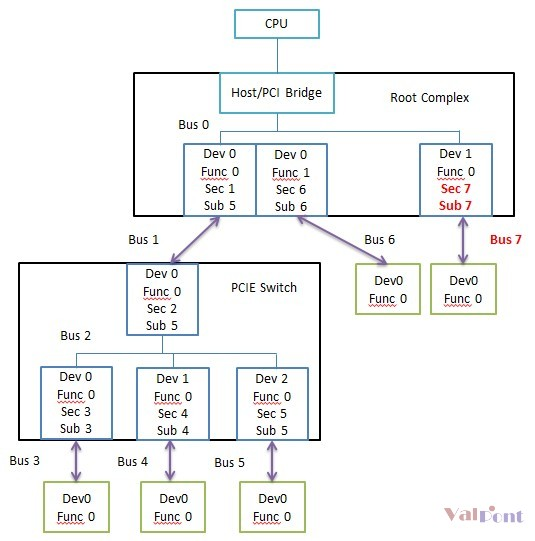 CPU
Host/PCI Bridge
Root Complex
Bus 0
Dev 0
Func 0
Sec 1
Sub 5
Dev 0
Func 1
Sec 6
Sub 6
Dev 1
Func 0
Sec 7
Sub 7
Bus 1
Bus 6
Bus 7
Dev 0
Func 0
Sec 2
Sub 5
PCIE Switch
Dev0
Func 0
Dev0
Func 0
Bus 2
Dev 0
Func 0
Sec 3
Sub 3
Dev 1
Func 0
Sec 4
Sub 4
Dev 2
Func 0
Sec 5
Sub 5
Bus 3
Bus 4
Bus 5
Dev0
Func 0
Dev0
Func 0
Dev0
Func 0
ValPont